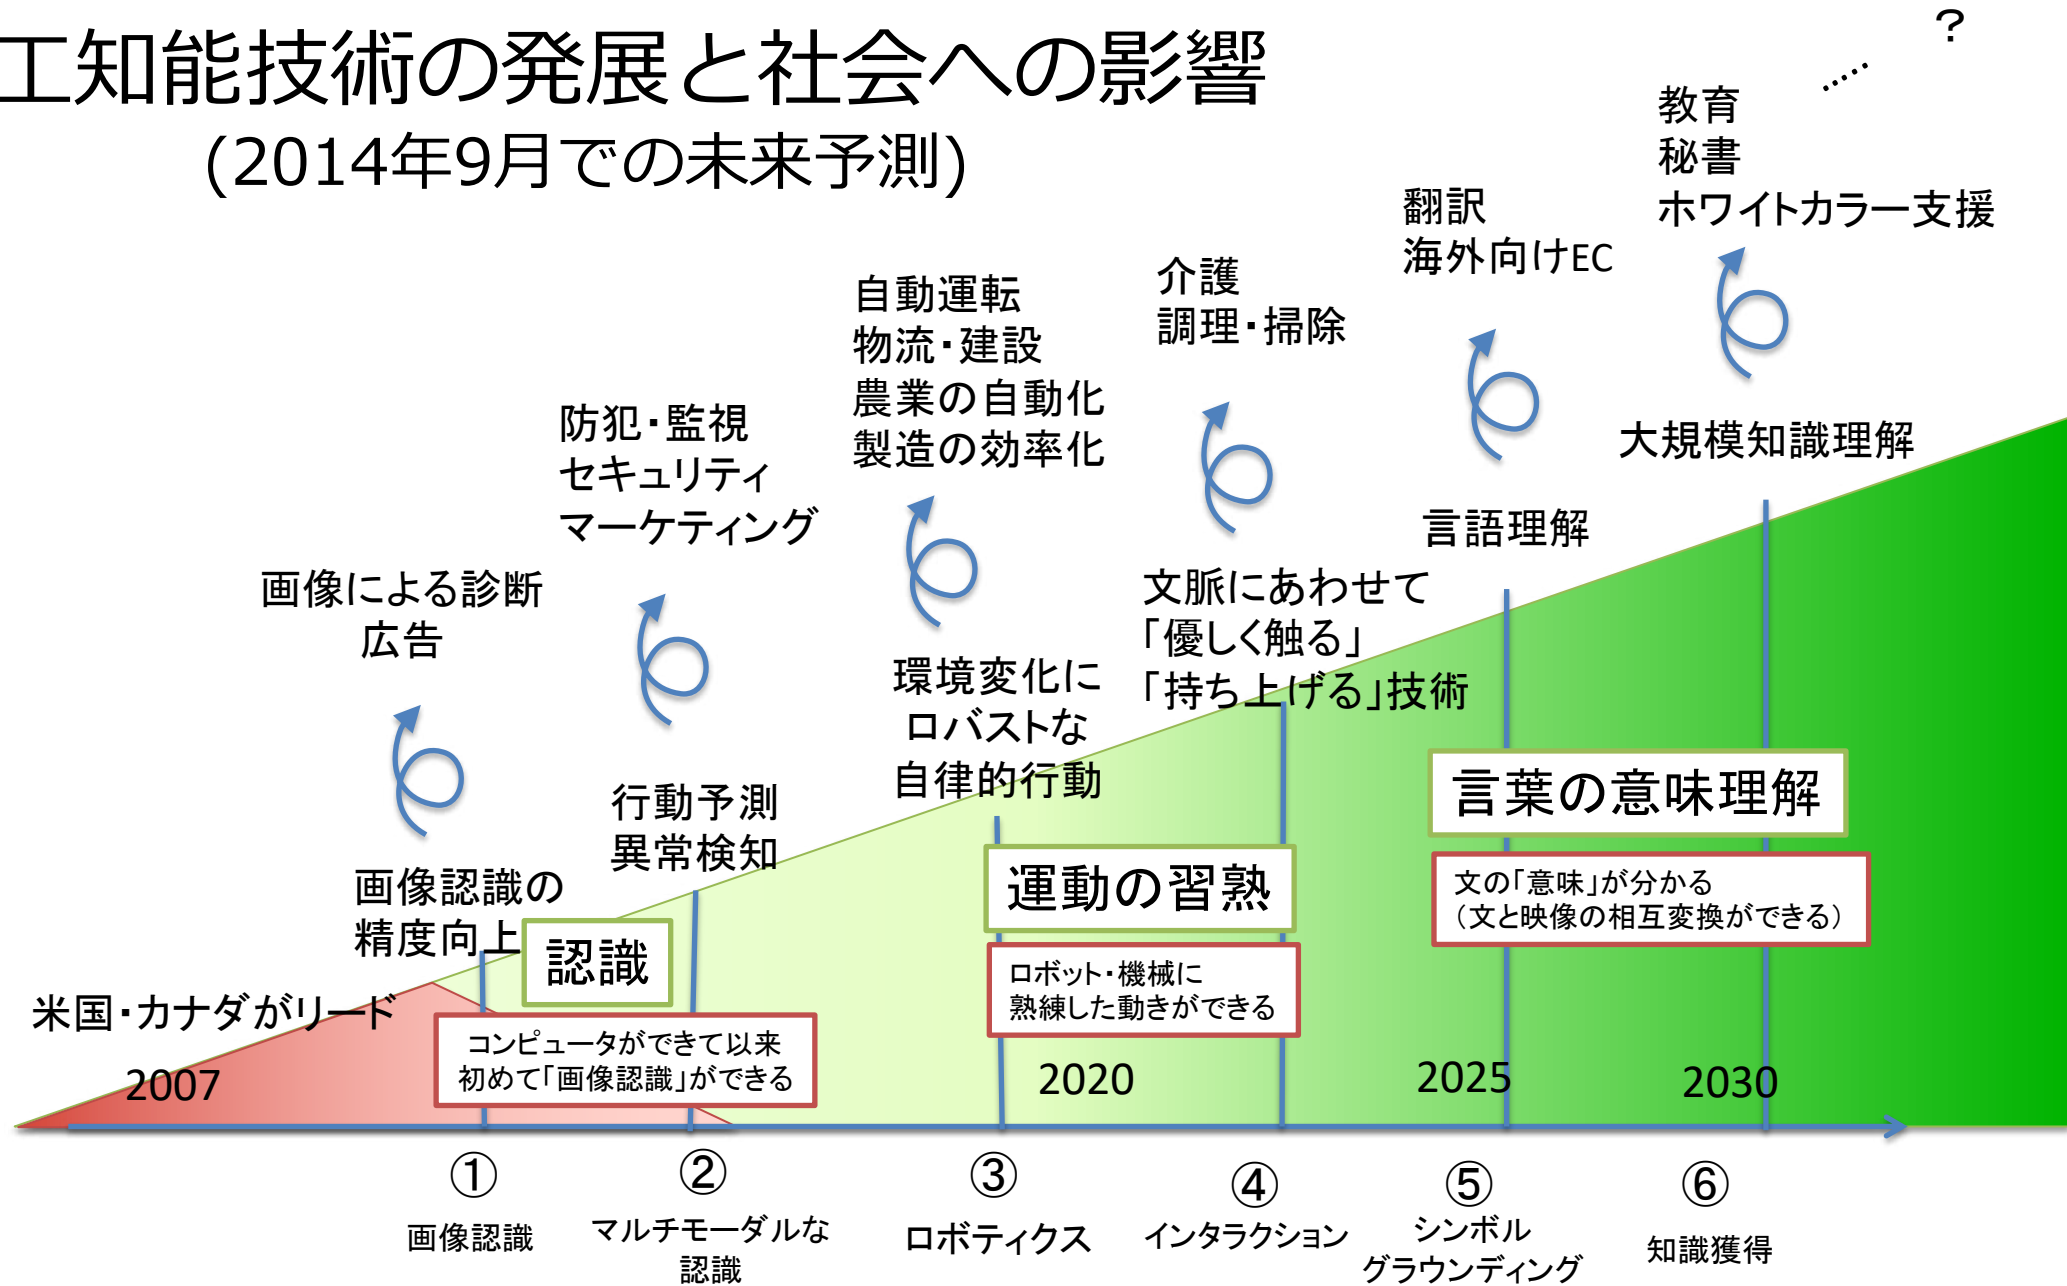 工知能技術の発展と社会への影響
(2014年9月での未来予測)
?
教育
秘書
ホワイトカラー支援
翻訳
海外向けEC
介護
調理・掃除
自動運転
物流・建設
農業の自動化
製造の効率化
防犯・監視
セキュリティ
マーケティング
画像による診断
広告
大規模知識理解
言語理解
文脈にあわせて
「優しく触る」
「持ち上げる」技術
環境変化に
ロバストな
自律的行動
行動予測
異常検知
画像認識の
精度向上
米国・カナダがリード
認識
コンピュータができて以来
初めて「画像認識」ができる
運動の習熟
ロボット・機械に
熟練した動きができる
言葉の意味理解
文の「意味」が分かる
(文と映像の相互変換ができる)
2007
2020
2025
2030
①
画像認識
②
マルチモーダルな
認識
③
ロボティクス
④
インタラクション
⑤
シンボル
グラウンディング
⑥
知識獲得